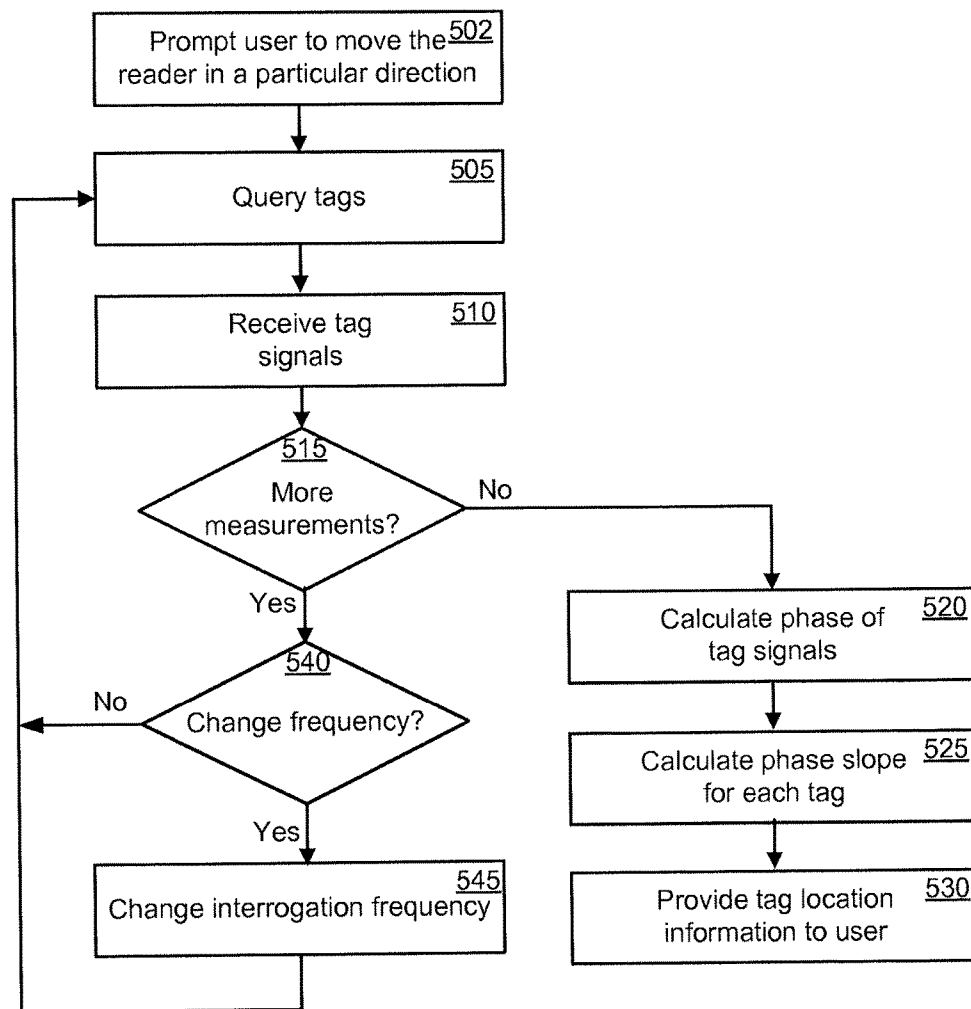 502
Prompt user to move the
reader in a particular direction
505
Query tags
510
Receive tag
signals
515
More
measurements?
No
Yes
540
Change frequency?
No
Yes
545
Change interrogation frequency
520
Calculate phase of
tag signals
525
Calculate phase slope
for each tag
530
Provide tag location
information to user